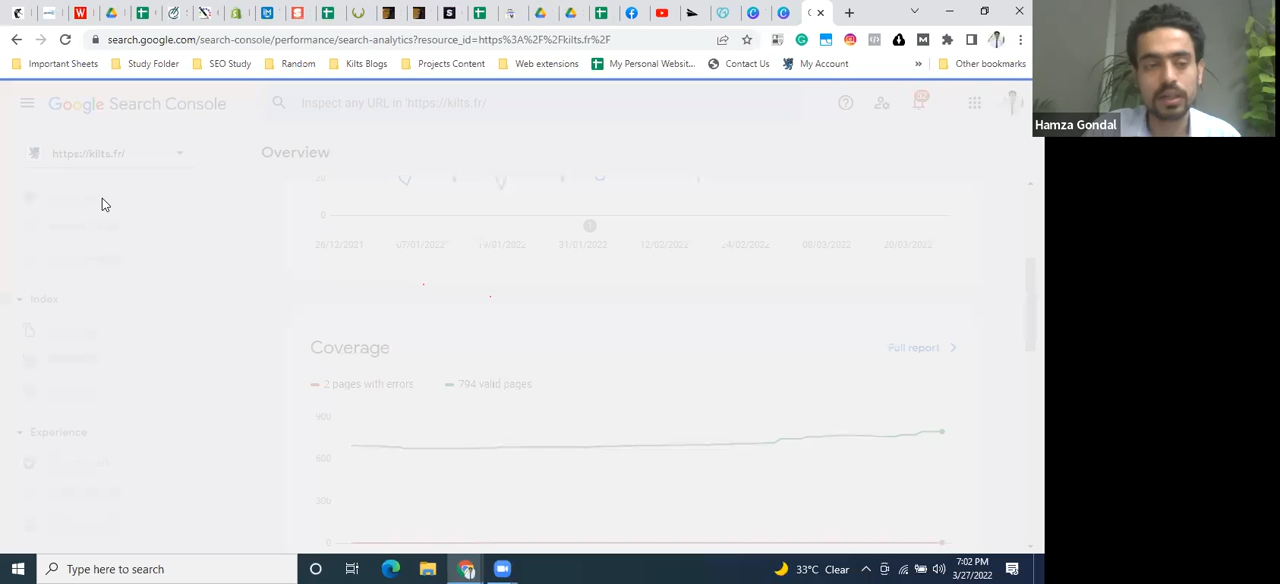 search.google.com/search-console/performance/search-analytics?resource_id=https%3A%2F%2Fkilts.fr%2F
Important Sheets
Study Folder
SEO Study
Random
Kilts Blogs
Projects Content
Web extensions
My Personal Websit...
Contact Us
My Account
»
Other bookmarks
Hamza Gondal
Google Search Console
Inspect any URL in 'https://kilts.fr/'
https://kilts.fr/
Overview
20
0
26/12/2021
07/01/2022
19/01/2022
31/01/2022
12/02/2022
24/02/2022
08/03/2022
20/03/2022
Index
Coverage
Full report
2 pages with errors
794 valid pages
900
600
300
0
Experience
Type here to search
33°C Clear
7:02 PM
3/27/2022